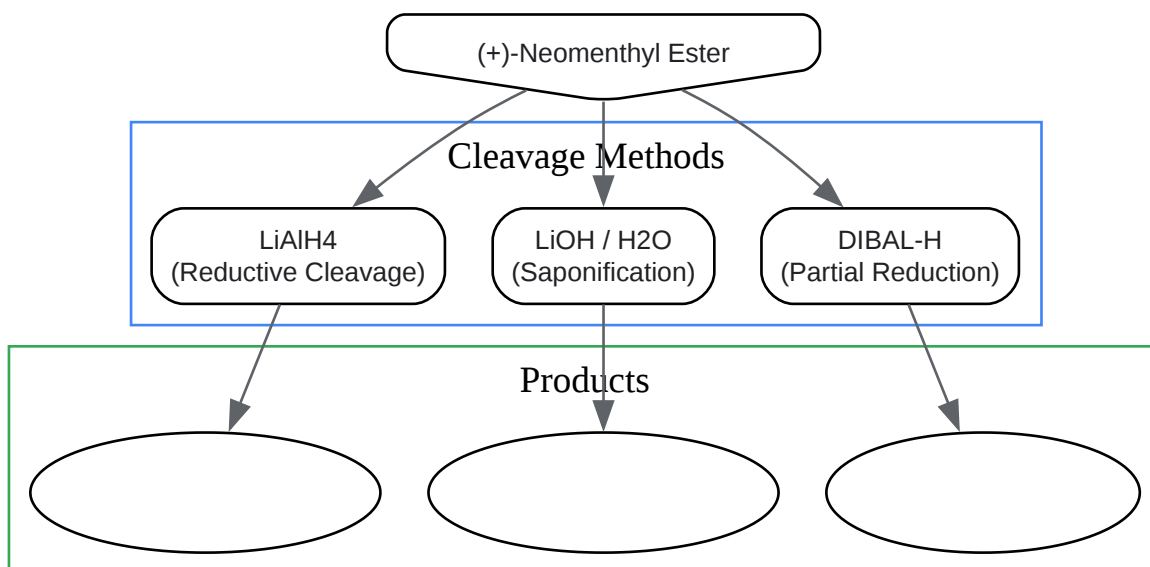 (+)-Neomenthyl Ester
Cleavage Methods
LiAlH4
(Reductive Cleavage)
LiOH / H2O
(Saponification)
DIBAL-H
(Partial Reduction)
Products